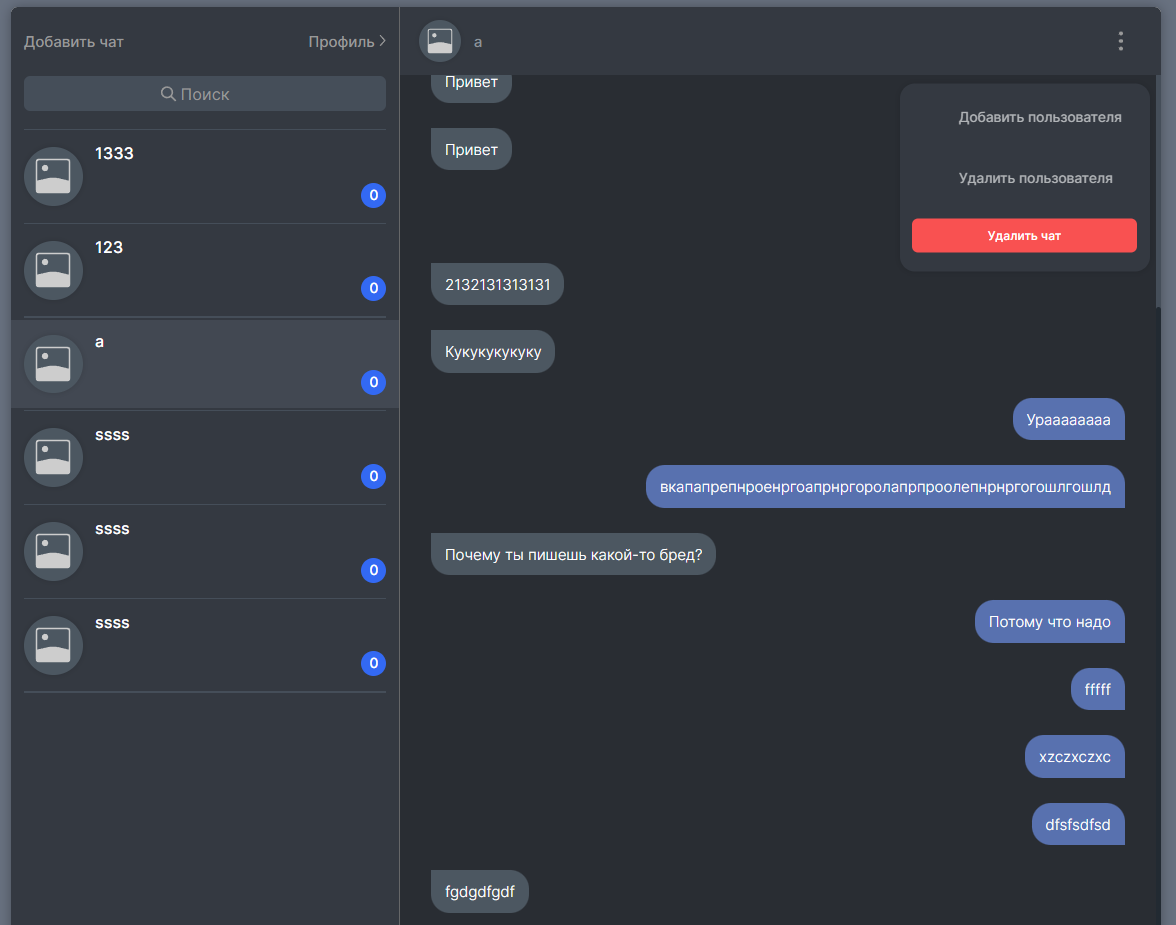 Добавить чат
Профиль
Поиск
1333
0
123
0
a
0
ssss
0
ssss
0
ssss
0
a
Добавить пользователя
Удалить пользователя
Удалить чат
Привет
Привет
2132131313131
Кукукукукуку
Урааааааaa
вкапапрепнроенргоапрнргоролапрпроолепнрнргогошлгошлд
Почему ты пишешь какой-то бред?
Потому что надо
fffff
xzczxczxc
dfsfsdfsd
fgdgdfgdf